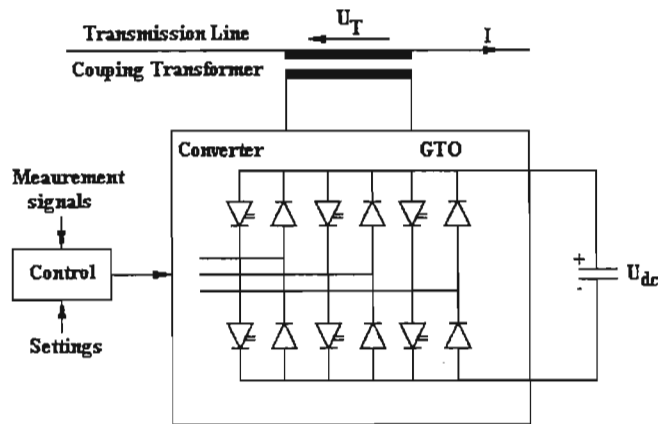 U_T
Transmission Line
I
Couping Transformer
Converter
GTO
Meaurement
signals
Control
Settings
+
-
U_dc